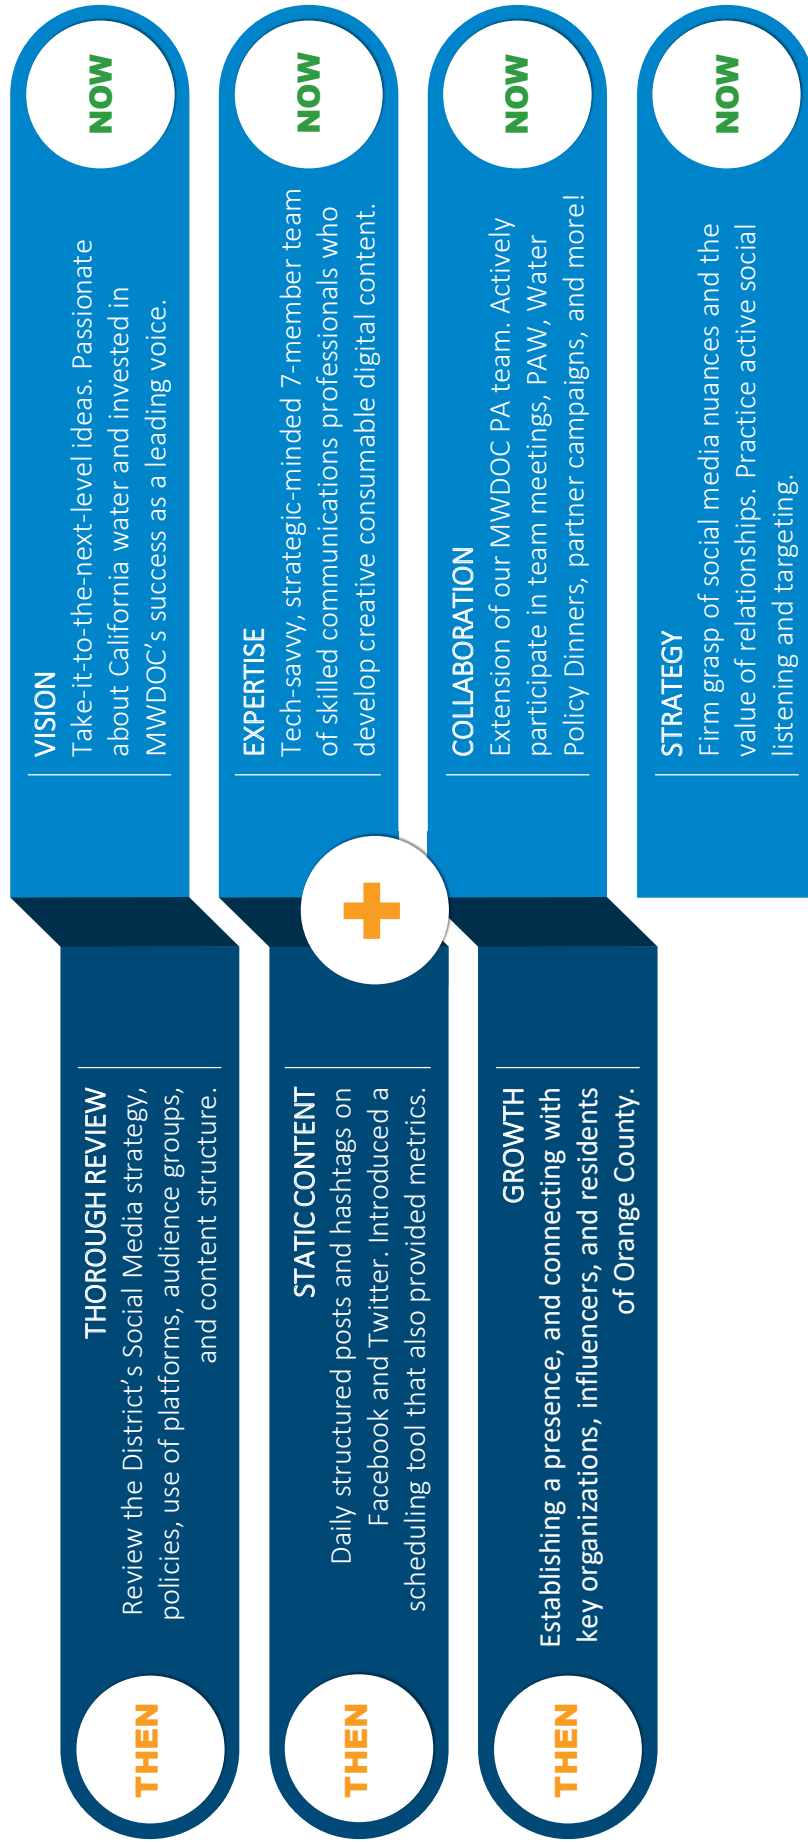 THEN
THOROUGH REVIEW
Review the District's Social Media strategy,
policies, use of platforms, audience groups,
and content structure.
VISION
Take-it-to-the-next-level ideas. Passionate
about California water and invested in
MWDOC's success as a leading voice.
NOW
THEN
STATIC CONTENT
Daily structured posts and hashtags on
Facebook and Twitter. Introduced a
scheduling tool that also provided metrics.
+
EXPERTISE
Tech-savvy, strategic-minded 7-member team
of skilled communications professionals who
develop creative consumable digital content.
NOW
THEN
GROWTH
Establishing a presence, and connecting with
key organizations, influencers, and residents
of Orange County.
COLLABORATION
Extension of our MWDOC PA team. Actively
participate in team meetings, PAW, Water
Policy Dinners, partner campaigns, and more!
NOW
STRATEGY
Firm grasp of social media nuances and the
value of relationships. Practice active social
listening and targeting.
NOW